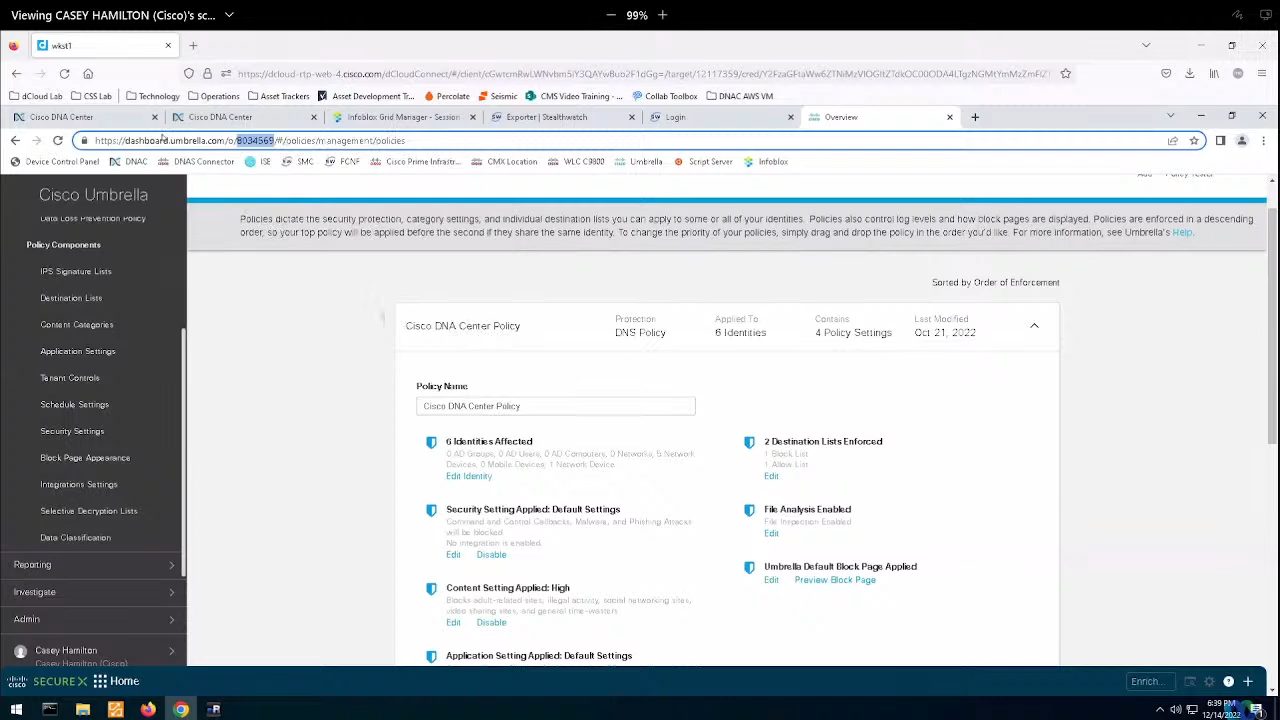 Viewing CASEY HAMILTON (Cisco)'s sc...
99%
wkst1
https://dcloud-rtp-web-4.cisco.com/dCloudConnect/#/client/
dCloud Lab
CSS Lab
Technology
Operations
Asset Trackers
Asset Development Tr...
Percolate
Seismic
CMS Video Training - ...
Collab Toolbox
DNAC AWS VM
Cisco DNA Center
Cisco DNA Center
Infoblox Grid Manager - Session
Exporter | Stealthwatch
Login
Overview
https://dashboard.umbrella.com/o/8034569/#/policies/management/policies
Device Control Panel
DNAC
DNAS Connector
ISE
SMC
FCNF
Cisco Prime Infrastr...
CMX Location
WLC C9800
Umbrella
Script Server
Infoblox
Cisco Umbrella
Data Loss Prevention Policy
Policy Components
IPS Signature Lists
Destination Lists
Content Categories
Application Settings
Tenant Controls
Schedule Settings
Security Settings
Block Page Appearance
Integrations Settings
Selective Decryption Lists
Data Classification
Reporting
Investigate
Admin
Casey Hamilton
Casey Hamilton (Cisco)
Add
Policy Tester
Policies dictate the security protection, category settings, and individual destination lists you can apply to some or all of your identities. Policies also control log levels and how block pages are displayed. Policies are enforced in a descending
order, so your top policy will be applied before the second if they share the same identity. To change the priority of your policies, simply drag and drop the policy in the order you'd like. For more information, see Umbrella's Help.
Sorted by Order of Enforcement
Cisco DNA Center Policy
Protection
DNS Policy
Applied To
6 Identities
Contains
4 Policy Settings
Last Modified
Oct 21, 2022
Policy Name
Cisco DNA Center Policy
6 Identities Affected
0 AD Groups, 0 AD Users, 0 AD Computers, 0 Networks, 5 Network
Devices, 0 Mobile Devices, 1 Network Device.
Edit Identity
Security Setting Applied: Default Settings
Command and Control Callbacks, Malware, and Phishing Attacks
will be blocked
No integration is enabled.
Edit Disable
Content Setting Applied: High
Blocks adult-related sites, illegal activity, social networking sites,
video sharing sites, and general time-wasters
Edit Disable
Application Setting Applied: Default Settings
2 Destination Lists Enforced
1 Block List
1 Allow List
Edit
File Analysis Enabled
File Inspection Enabled
Edit
Umbrella Default Block Page Applied
Edit Preview Block Page
cisco SECUREX Home
Enrich...
6:39 PM
12/14/2022